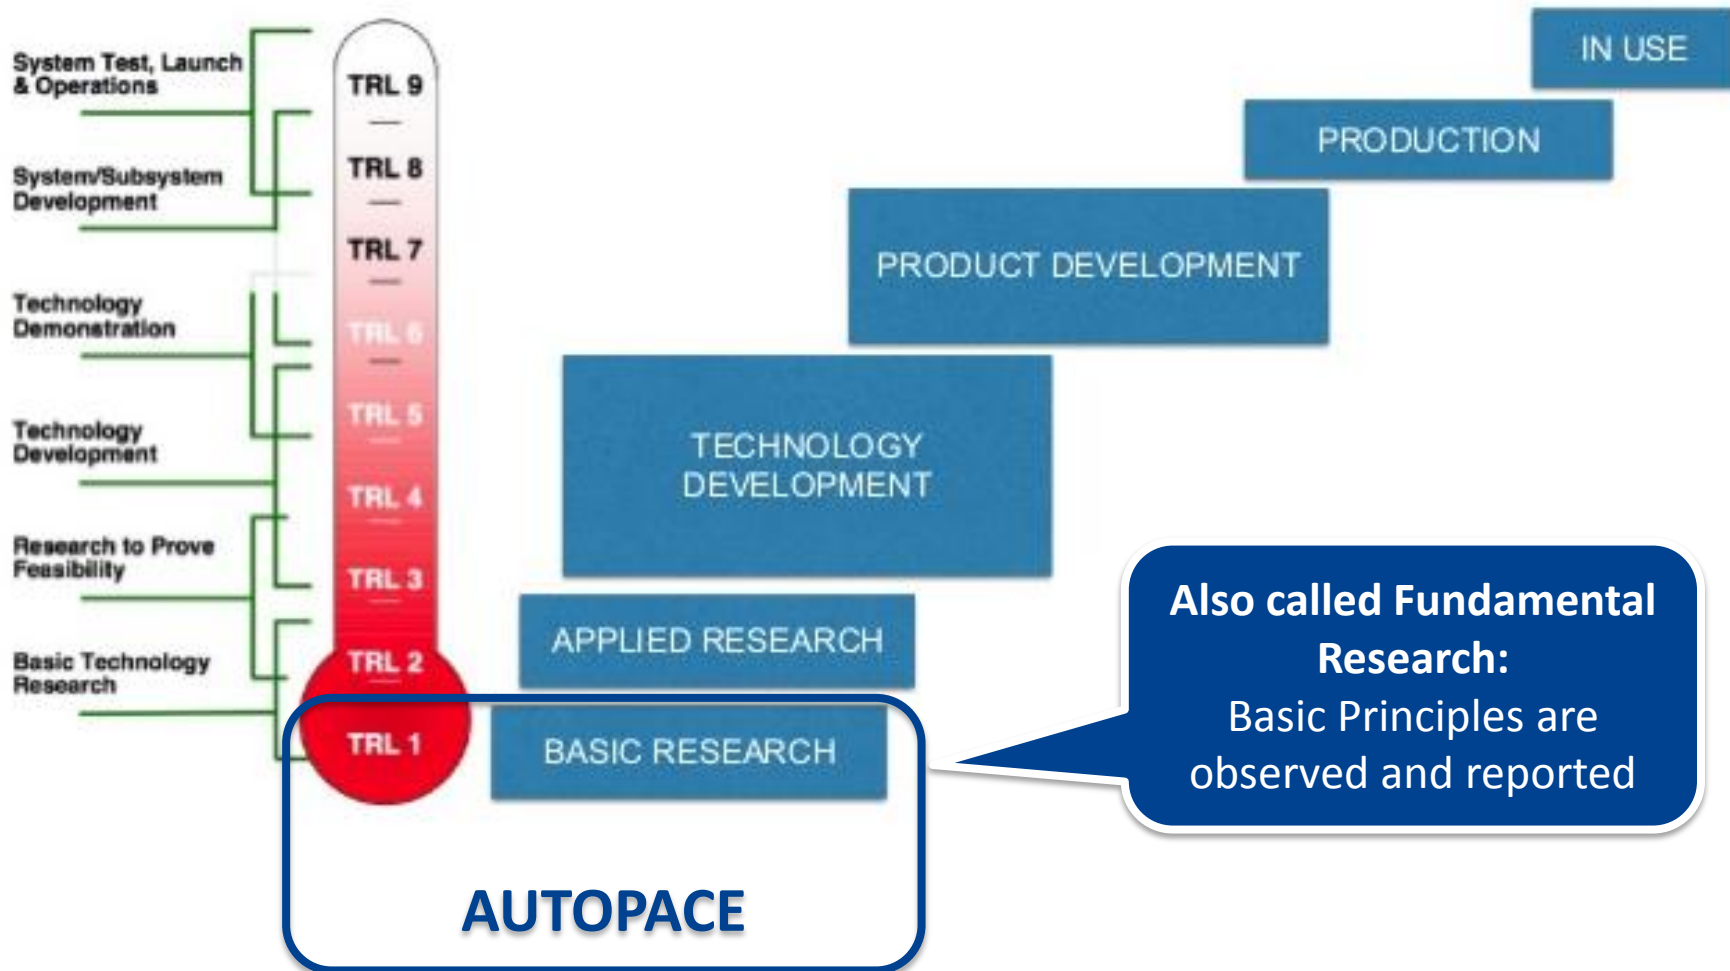 System Test, Launch
& Operations
System/Subsystem
Development
Technology
Demonstration
Technology
Development
Research to Prove
Feasibility
Basic Technology
Research
TRL 9
TRL 8
TRL 7
TRL 6
TRL 5
TRL 4
TRL 3
TRL 2
TRL 1
IN USE
PRODUCTION
PRODUCT DEVELOPMENT
TECHNOLOGY
DEVELOPMENT
APPLIED RESEARCH
BASIC RESEARCH
Also called Fundamental
Research:
Basic Principles are
observed and reported
AUTOPACE